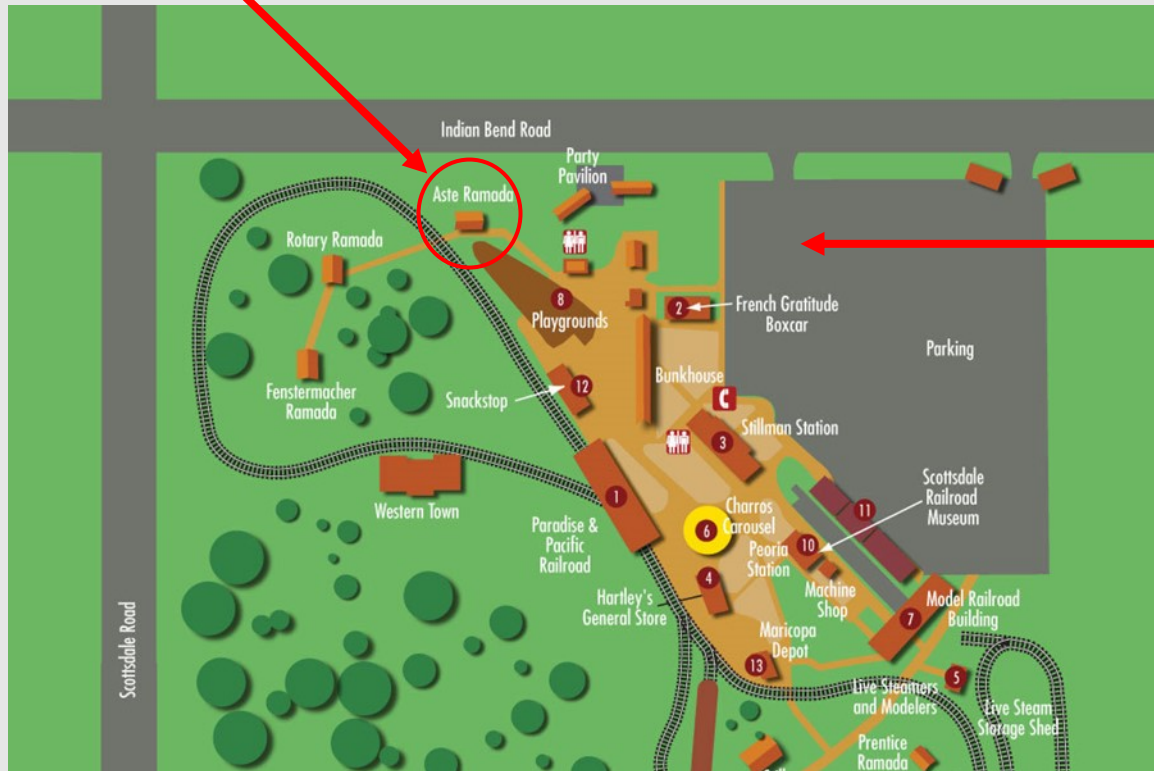 Indian Bend Road
Party
Pavilion
Aste Ramada
Rotary Ramada
8
Playgrounds
2
French Gratitude
Boxcar
Parking
Bunkhouse
Fenstermacher
Ramada
Snackstop
12
3
Stillman Station
Western Town
1
Paradise &
Pacific
Railroad
6
Charros
Carousel
Scottsdale
Railroad
Museum
11
10
Peoria
Station
Machine
Shop
4
Hartley's
General Store
7
Model Railroad
Building
Maricopa
Depot
13
5
Live Steamers
and Modelers
Live Steam
Storage Shed
Prentice
Ramada
Scottsdale Road